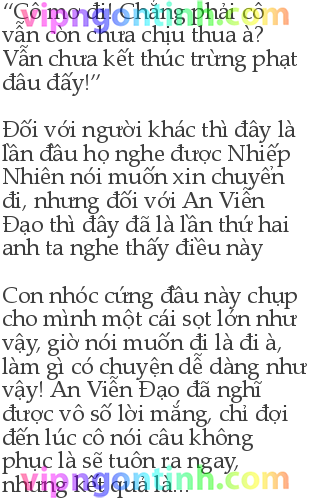 “Cô mơ đi! Chẳng phải cô
vẫn còn chưa chịu thua à?
Vẫn chưa kết thúc trừng phạt
đâu đấy!”
Đối với người khác thì đây là
lần đầu họ nghe được Nhiếp
Nhiên nói muốn xin chuyển
đi, nhưng đối với An Viễn
Đạo thì đây đã là lần thứ hai
anh ta nghe thấy điều này
Con nhóc cứng đầu này chụp
cho mình một cái sọt lớn như
vậy, giờ nói muốn đi là đi à,
làm gì có chuyện dễ dàng như
vậy! An Viễn Đạo đã nghĩ
được vô số lời mắng, chỉ đợi
đến lúc cô nói câu không
phục là sẽ tuôn ra ngay,
nhưng kết quả là...
vipngontinh.com
vipngontinh.com